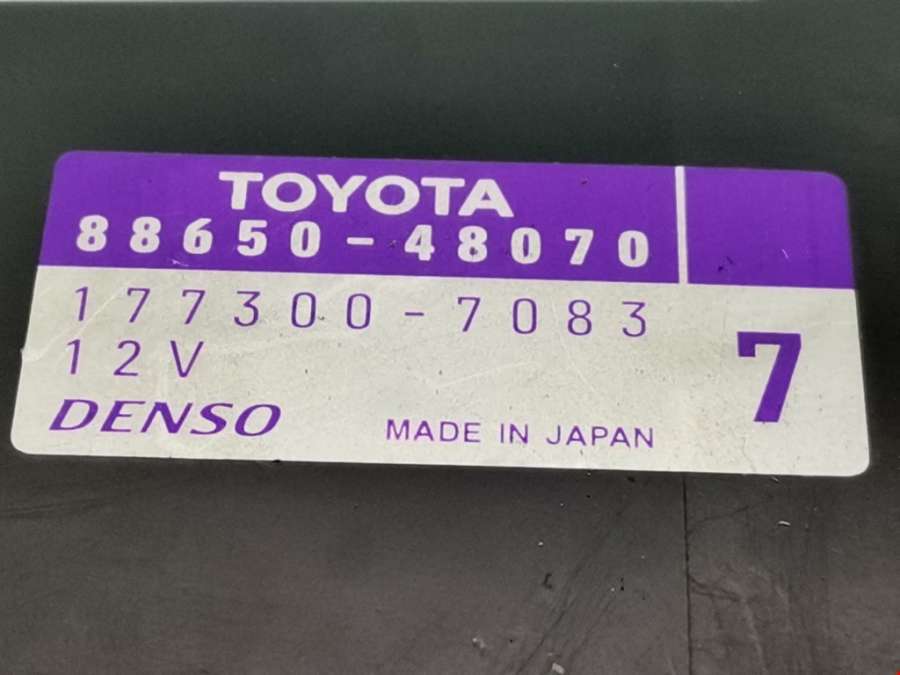 TOYOTA
88650-48070
177300-7083
12V
7
DENSO
MADE IN JAPAN